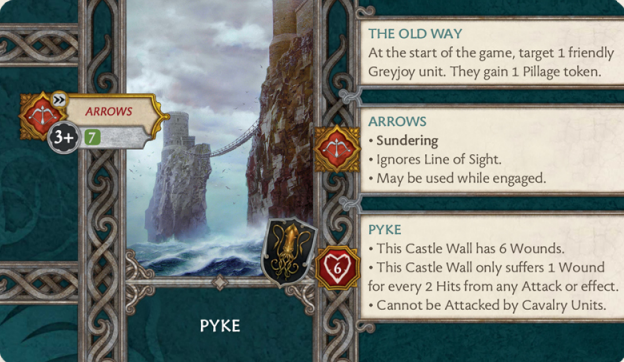 THE OLD WAY
At the start of the game, target 1 friendly
Greyjoy unit. They gain 1 Pillage token.
ARROWS
3+
7
ARROWS
• Sundering
• Ignores Line of Sight.
• May be used while engaged.
PYKE
• This Castle Wall has 6 Wounds.
• This Castle Wall only suffers 1 Wound
for every 2 Hits from any Attack or effect.
• Cannot be Attacked by Cavalry Units.
6
PYKE